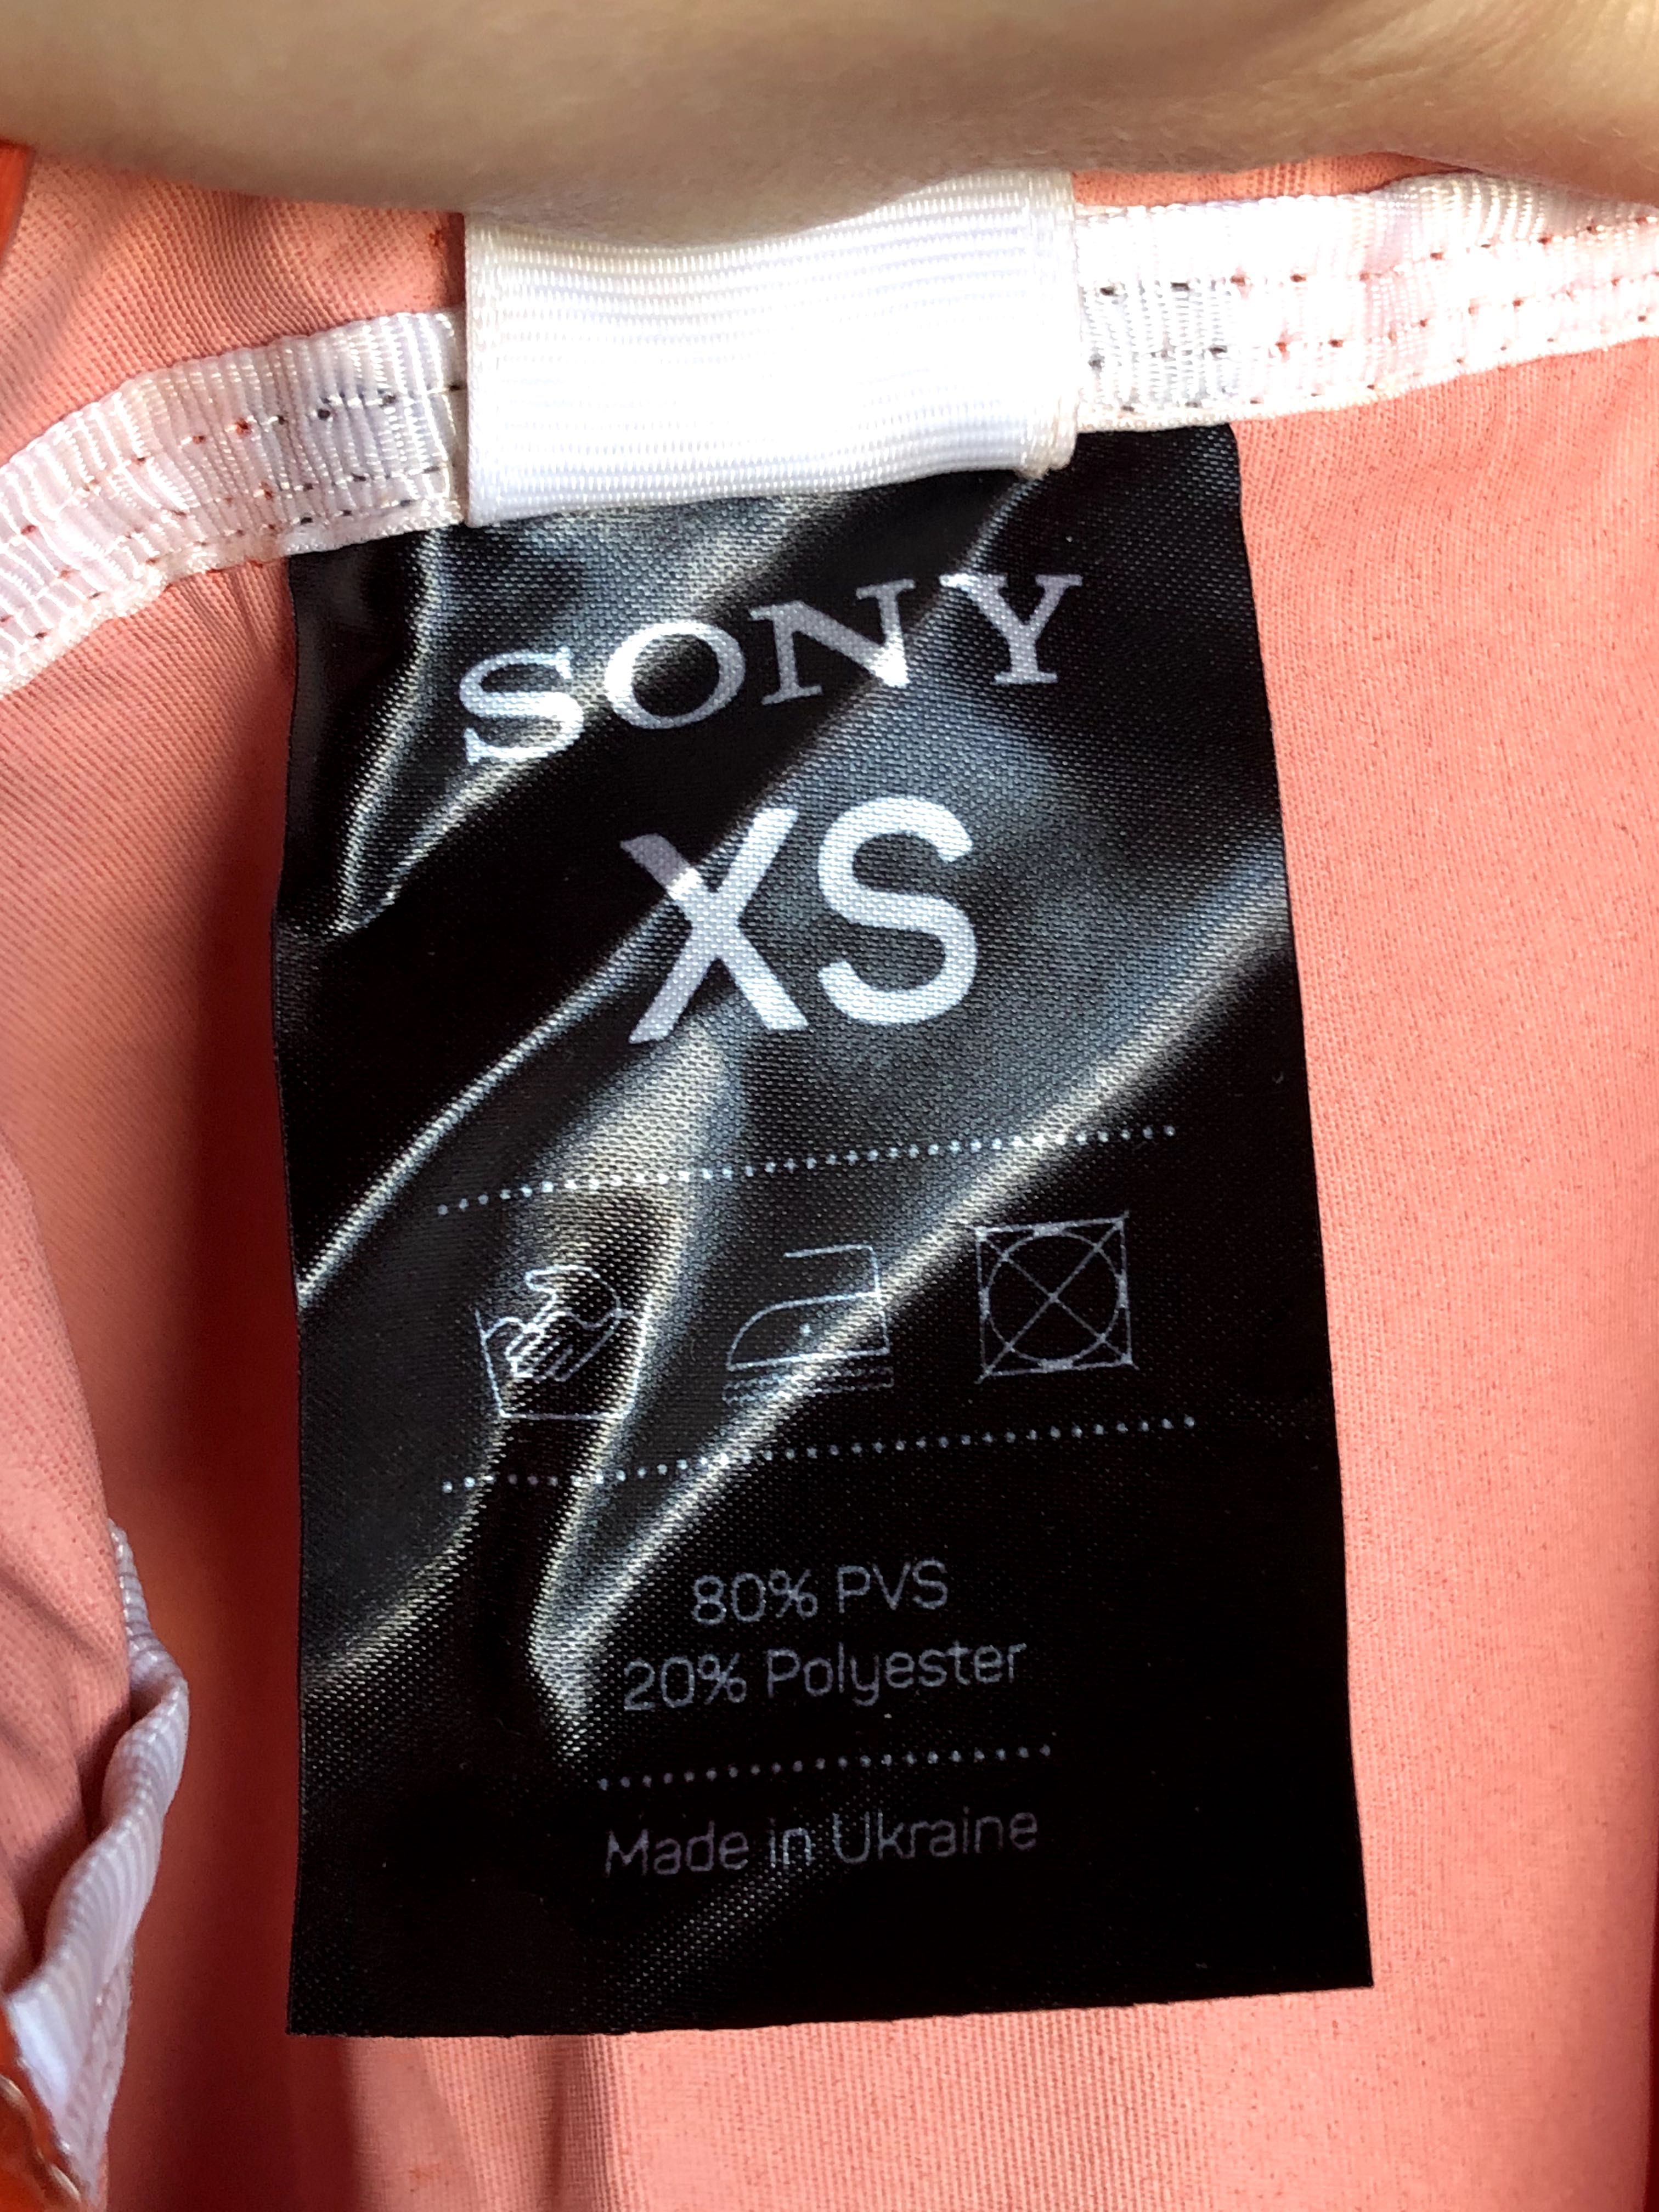 SONY
XS
80% PVS
20% Polyester
Made in Ukraine